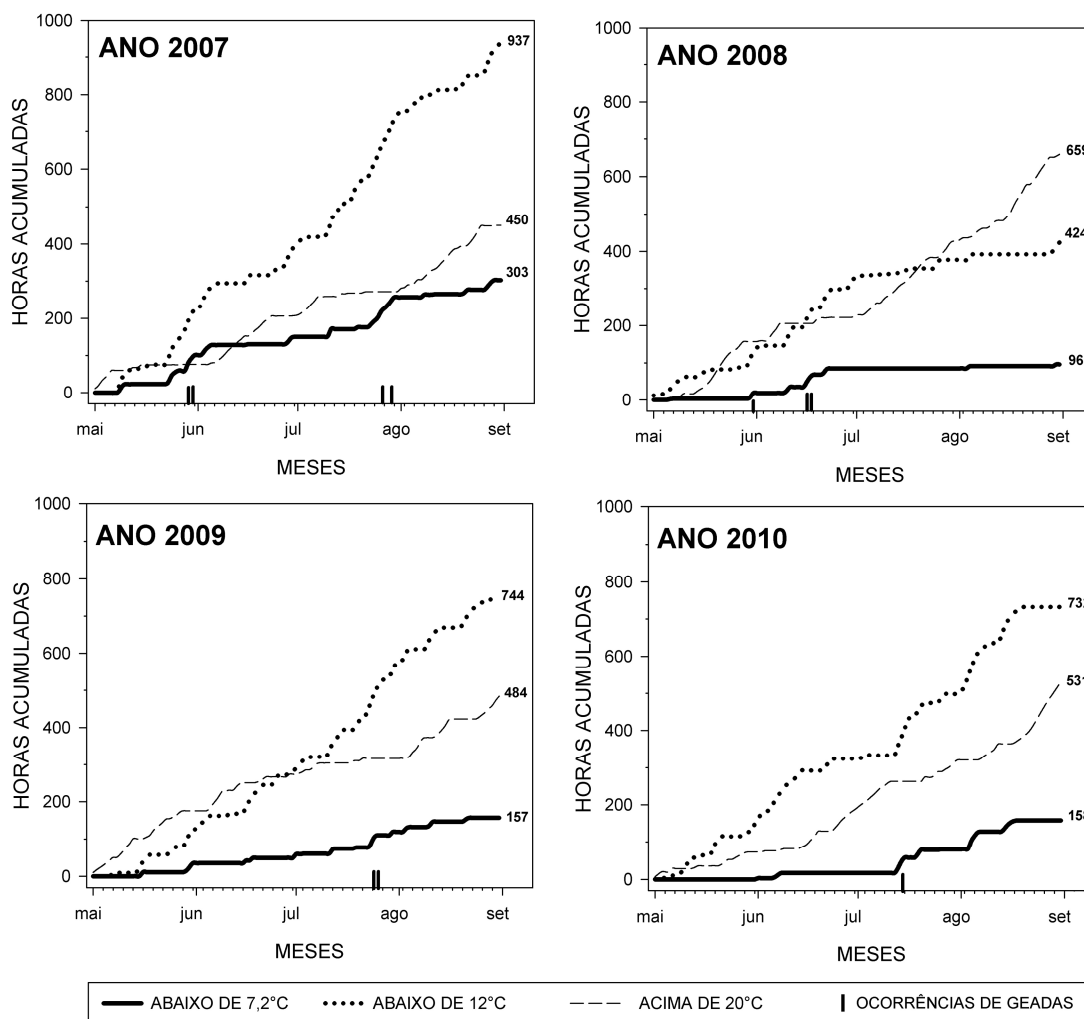 ANO 2007
HORAS ACUMULADAS
1000
800
600
400
200
0
937
450
303
mai jun jul ago set
MESES
ANO 2008
HORAS ACUMULADAS
1000
800
600
400
200
0
659
424
96
mai jun jul ago set
MESES
ANO 2009
HORAS ACUMULADAS
1000
800
600
400
200
0
744
484
157
mai jun jul ago set
MESES
ANO 2010
HORAS ACUMULADAS
1000
800
600
400
200
0
531
mai jun jul ago set
MESES
ABAIXO DE 7,2°C ABAIXO DE 12°C ACIMA DE 20°C OCORRÊNCIAS DE GEADAS